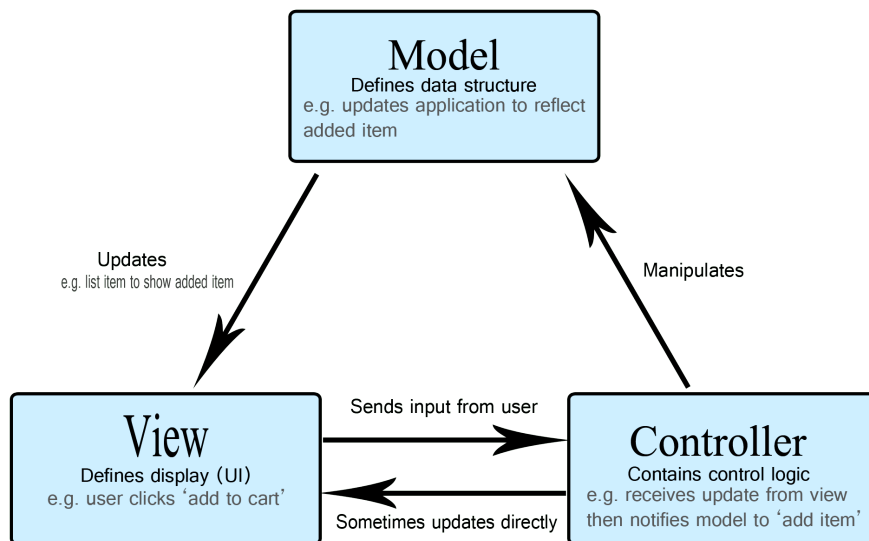 Model
Defines data structure
e.g. updates application to reflect
added item
Updates
e.g. list item to show added item
Manipulates
Sends input from user
View
Defines display (UI)
e.g. user clicks ‘add to cart’
Controller
Contains control logic
e.g. receives update from view
then notifies model to ‘add item’
Sometimes updates directly